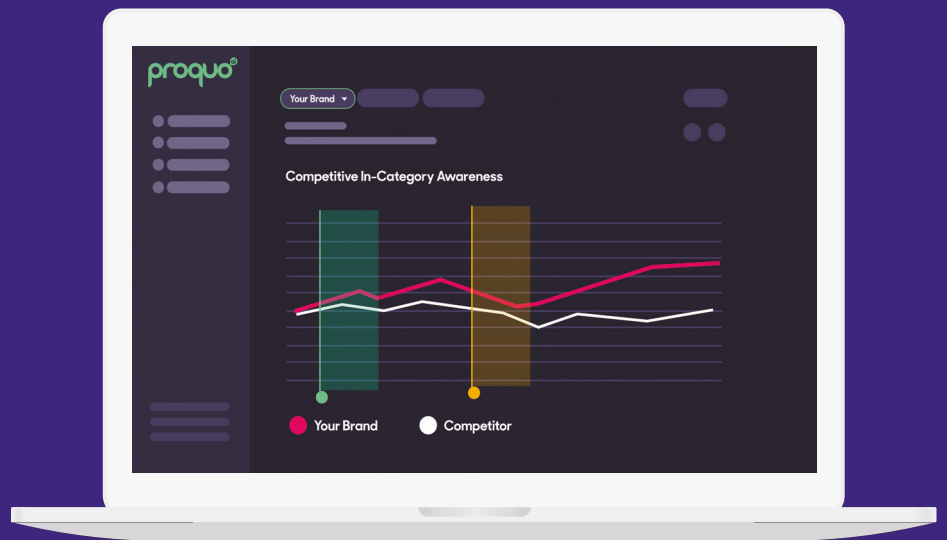 proquo
Your Brand
Competitive In-Category Awareness
Your Brand
Competitor